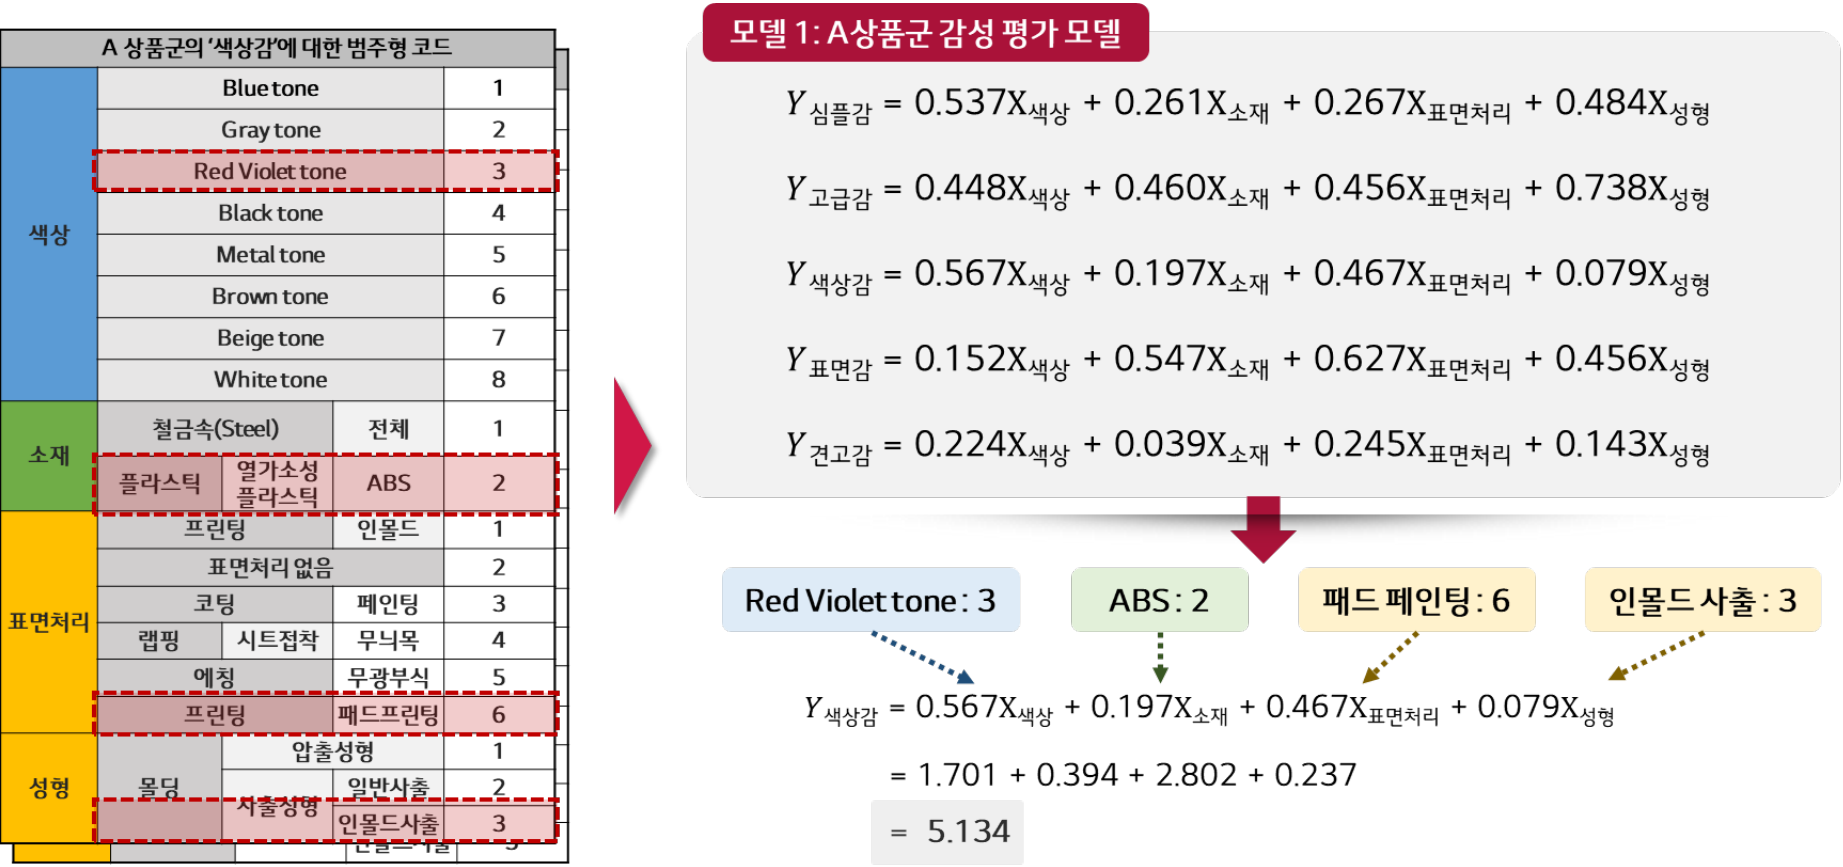 A 상품군의 '색상감'에 대한 범주형 코드
색상
Blue tone 1
Gray tone 2
Red Violet tone 3
Black tone 4
Metal tone 5
Brown tone 6
Beige tone 7
White tone 8
소재
철금속(Steel) 전체 1
플라스틱 열가소성 플라스틱 ABS 2
표면처리
프린팅 인몰드 1
표면처리 없음 2
코팅 페인팅 3
랩핑 시트접착 무늬목 4
에칭 무광부식 5
프린팅 패드프린팅 6
성형
몰딩
압출성형 1
사출성형
일반사출 2
인몰드사출 3
모델 1: A상품군 감성 평가 모델
Y심플감 = 0.537X색상 + 0.261X소재 + 0.267X표면처리 + 0.484X성형
Y고급감 = 0.448X색상 + 0.460X소재 + 0.456X표면처리 + 0.738X성형
Y색상감 = 0.567X색상 + 0.197X소재 + 0.467X표면처리 + 0.079X성형
Y표면감 = 0.152X색상 + 0.547X소재 + 0.627X표면처리 + 0.456X성형
Y견고감 = 0.224X색상 + 0.039X소재 + 0.245X표면처리 + 0.143X성형
Red Violet tone : 3
ABS : 2
패드 페인팅 : 6
인몰드 사출 : 3
Y색상감 = 0.567X색상 + 0.197X소재 + 0.467X표면처리 + 0.079X성형
= 1.701 + 0.394 + 2.802 + 0.237
= 5.134